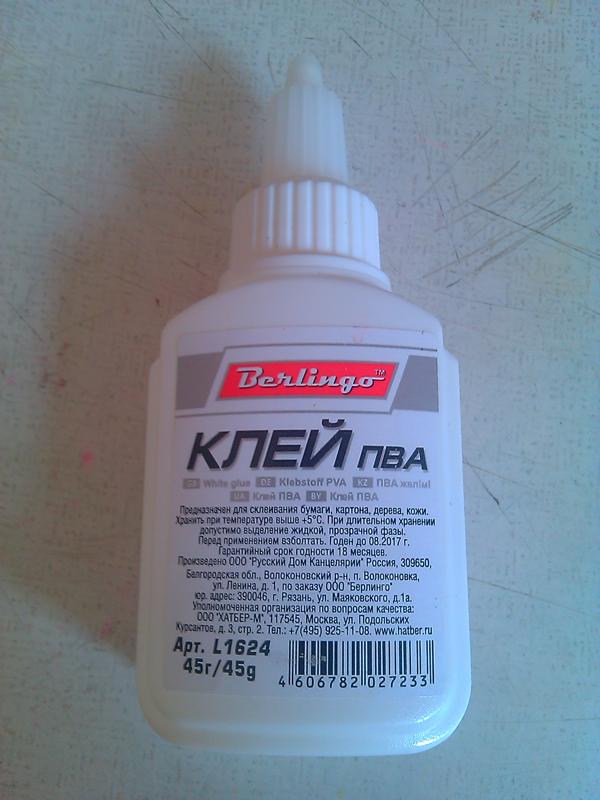 Berlingo™
КЛЕЙ ПВА
GB White glue DE Klebstoff PVA KZ ПВА желімі
UA Клей ПВА BY Клей ПВА
Предназначен для склеивания бумаги, картона, дерева, кожи.
Хранить при температуре выше +5°С. При длительном хранении
допустимо выделение жидкой, прозрачной фазы.
Перед применением взболтать. Годен до 08.2017 г.
Гарантийный срок годности 18 месяцев.
Произведено ООО "Русский Дом Канцелярии" Россия, 309650,
Белгородская обл., Волоконовский р-н, п. Волоконовка,
ул. Ленина, д. 1, по заказу ООО "Берлинго"
юр. адрес: 390046, г. Рязань, ул. Маяковского, д.1а.
Уполномоченная организация по вопросам качества:
ООО "ХАТБЕР-М", 117545, Москва, ул. Подольских
Курсантов, д. 3, стр. 2. Тел.: +7(495) 925-11-08. www.hatber.ru
Арт. L1624
45г/45g
4 606782 027233